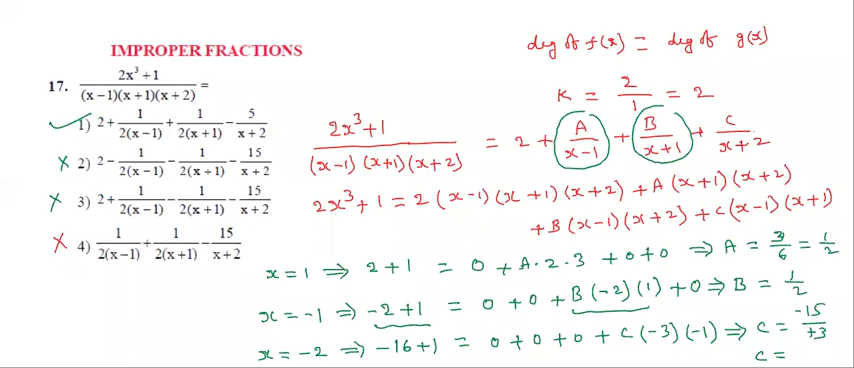 IMPROPER FRACTIONS
deg of f(x) = deg of g(x)
17. (2x³ + 1)/((x−1)(x+1)(x+2)) =
K = 2/1 = 2
1) 2 + 1/(2(x−1)) + 1/(2(x+1)) − 5/(x+2)
2) 2 − 1/(2(x−1)) − 1/(2(x+1)) − 15/(x+2)
3) 2 + 1/(2(x−1)) − 1/(2(x+1)) − 15/(x+2)
4) 1/(2(x−1)) + 1/(2(x+1)) − 15/(x+2)
(2x³+1)/((x−1)(x+1)(x+2)) = 2 + A/(x−1) + B/(x+1) + C/(x+2)
2x³+1 = 2(x−1)(x+1)(x+2) + A(x+1)(x+2)
+ B(x−1)(x+2) + C(x−1)(x+1)
x=1 ⇒ 2+1 = 0 + A·2·3 + 0+0 ⇒ A = 3/6 = 1/2
x=−1 ⇒ −2+1 = 0 + 0 + B(−2)(1) + 0 ⇒ B = 1/2
x=−2 ⇒ −16+1 = 0 + 0 + 0 + C(−3)(−1) ⇒ C = −15/+3
C =